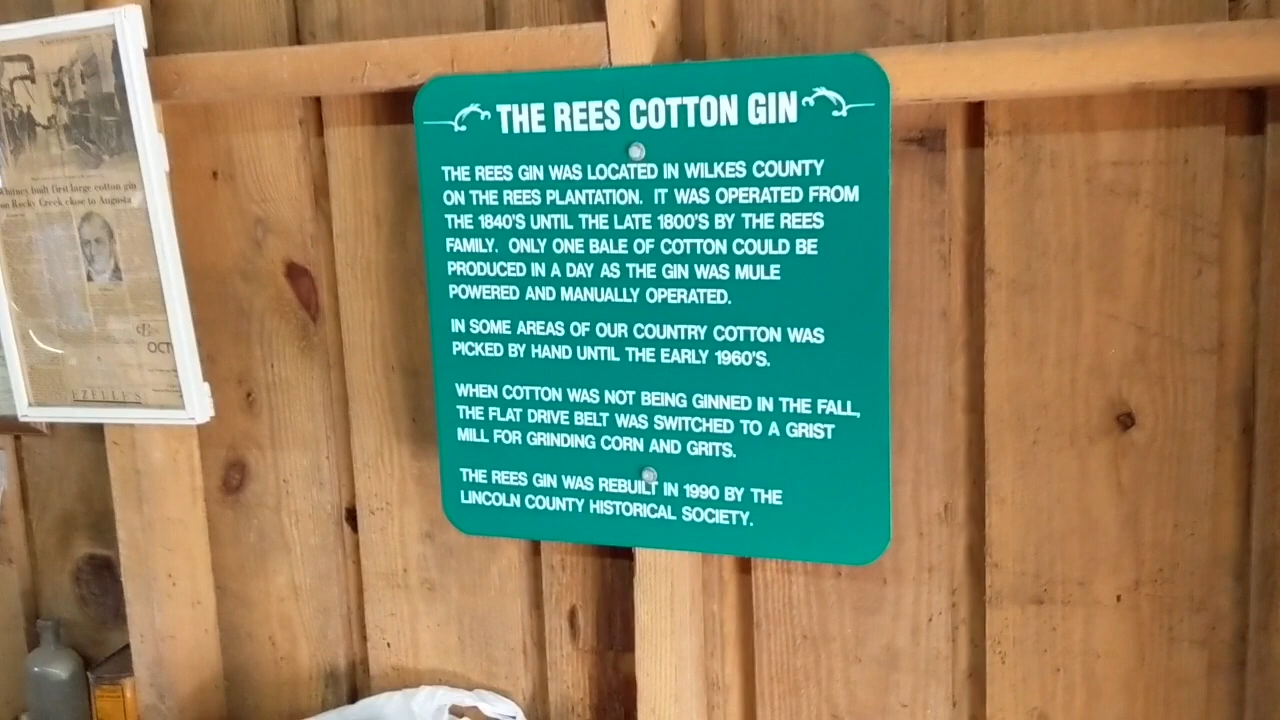 Whitney built first large cotton gin
on Rocky Creek close to Augusta
OCT
EZELLE'S
THE REES COTTON GIN
THE REES GIN WAS LOCATED IN WILKES COUNTY
ON THE REES PLANTATION. IT WAS OPERATED FROM
THE 1840'S UNTIL THE LATE 1800'S BY THE REES
FAMILY. ONLY ONE BALE OF COTTON COULD BE
PRODUCED IN A DAY AS THE GIN WAS MULE
POWERED AND MANUALLY OPERATED.
IN SOME AREAS OF OUR COUNTRY COTTON WAS
PICKED BY HAND UNTIL THE EARLY 1960'S.
WHEN COTTON WAS NOT BEING GINNED IN THE FALL,
THE FLAT DRIVE BELT WAS SWITCHED TO A GRIST
MILL FOR GRINDING CORN AND GRITS.
THE REES GIN WAS REBUILT IN 1990 BY THE
LINCOLN COUNTY HISTORICAL SOCIETY.